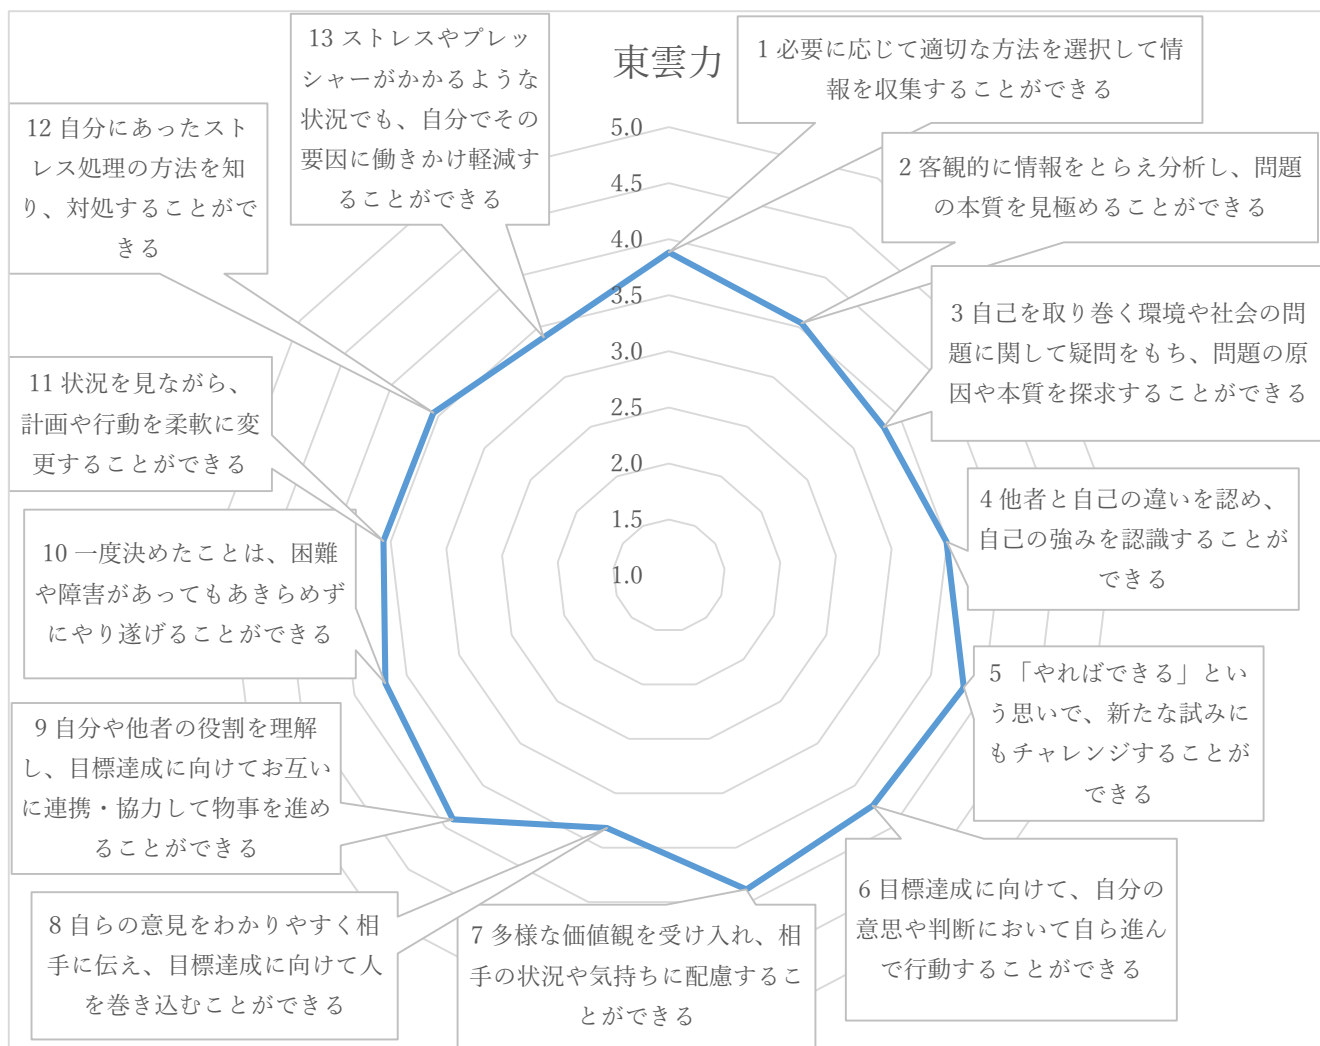 東雲力
1 必要に応じて適切な方法を選択して情
報を収集することができる
2 客観的に情報をとらえ分析し、問題
の本質を見極めることができる
3 自己を取り巻く環境や社会の問
題に関して疑問をもち、問題の原
因や本質を探求することができる
4 他者と自己の違いを認め、
自己の強みを認識することが
できる
5 「やればできる」とい
う思いで、新たな試みに
もチャレンジすることが
できる
6 目標達成に向けて、自分の
意思や判断において自ら進ん
で行動することができる
7 多様な価値観を受け入れ、相
手の状況や気持ちに配慮するこ
とができる
8 自らの意見をわかりやすく相
手に伝え、目標達成に向けて人
を巻き込むことができる
9 自分や他者の役割を理解
し、目標達成に向けてお互い
に連携・協力して物事を進め
ることができる
10 一度決めたことは、困難
や障害があってもあきらめず
にやり遂げることができる
11 状況を見ながら、
計画や行動を柔軟に変
更することができる
12 自分にあったスト
レス処理の方法を知
り、対処することがで
きる
13 ストレスやプレッ
シャーがかかるような
状況でも、自分でその
要因に働きかけ軽減す
ることができる
5.0
4.5
4.0
3.5
3.0
2.5
2.0
1.5
1.0